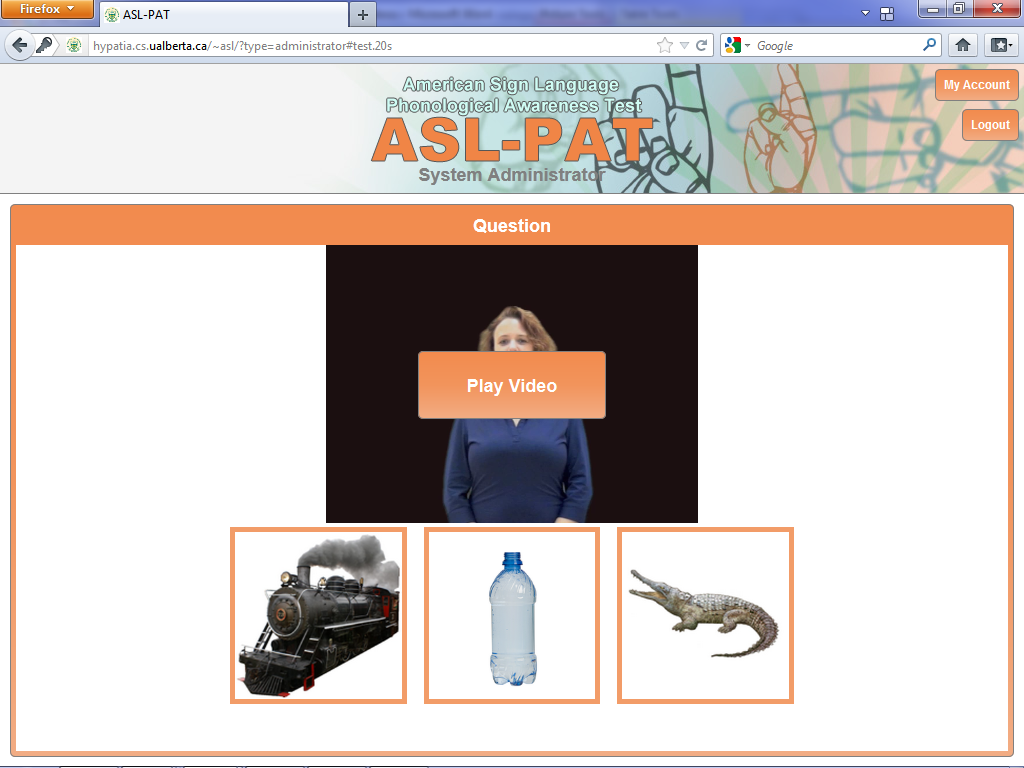 Firefox
ASL-PAT
hypatia.cs.ualberta.ca/~asl/?type=administrator#test.20s
Google
American Sign Language
Phonological Awareness Test
ASL-PAT
System Administrator
My Account
Logout
Question
Play Video